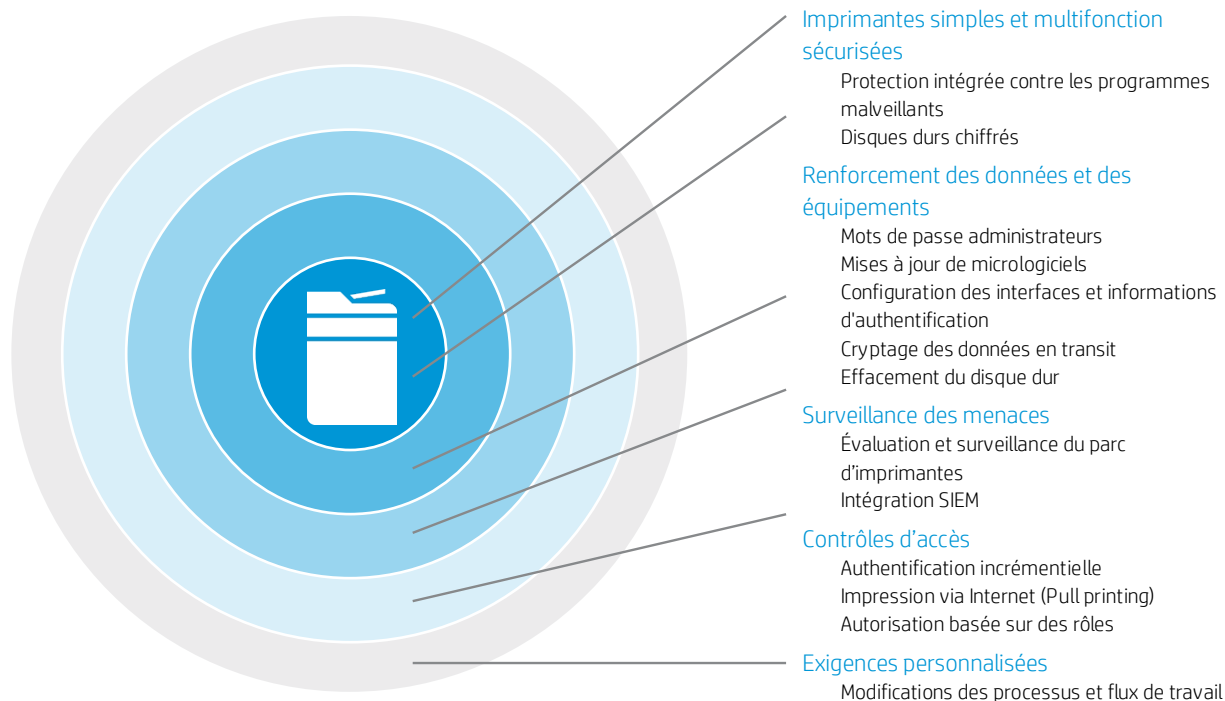 Imprimantes simples et multifonction
sécurisées
Protection intégrée contre les programmes
malveillants
Disques durs chiffrés
Renforcement des données et des
équipements
Mots de passe administrateurs
Mises à jour de micrologiciels
Configuration des interfaces et informations
d'authentification
Cryptage des données en transit
Effacement du disque dur
Surveillance des menaces
Évaluation et surveillance du parc
d’imprimantes
Intégration SIEM
Contrôles d’accès
Authentification incrémentielle
Impression via Internet (Pull printing)
Autorisation basée sur des rôles
Exigences personnalisées
Modifications des processus et flux de travail